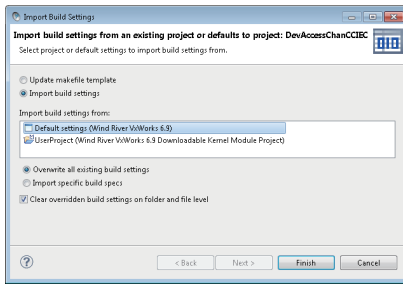 Import Build Settings
Import build settings from an existing project or defaults to project: DevAccessChanCCIEC
Select project or default settings to import build settings from.
Update makefile template
Import build settings
Import build settings from:
Default settings (Wind River VxWorks 6.9)
UserProject (Wind River VxWorks 6.9 Downloadable Kernel Module Project)
Overwrite all existing build settings
Import specific build specs
Clear overridden build settings on folder and file level
< Back
Next >
Finish
Cancel